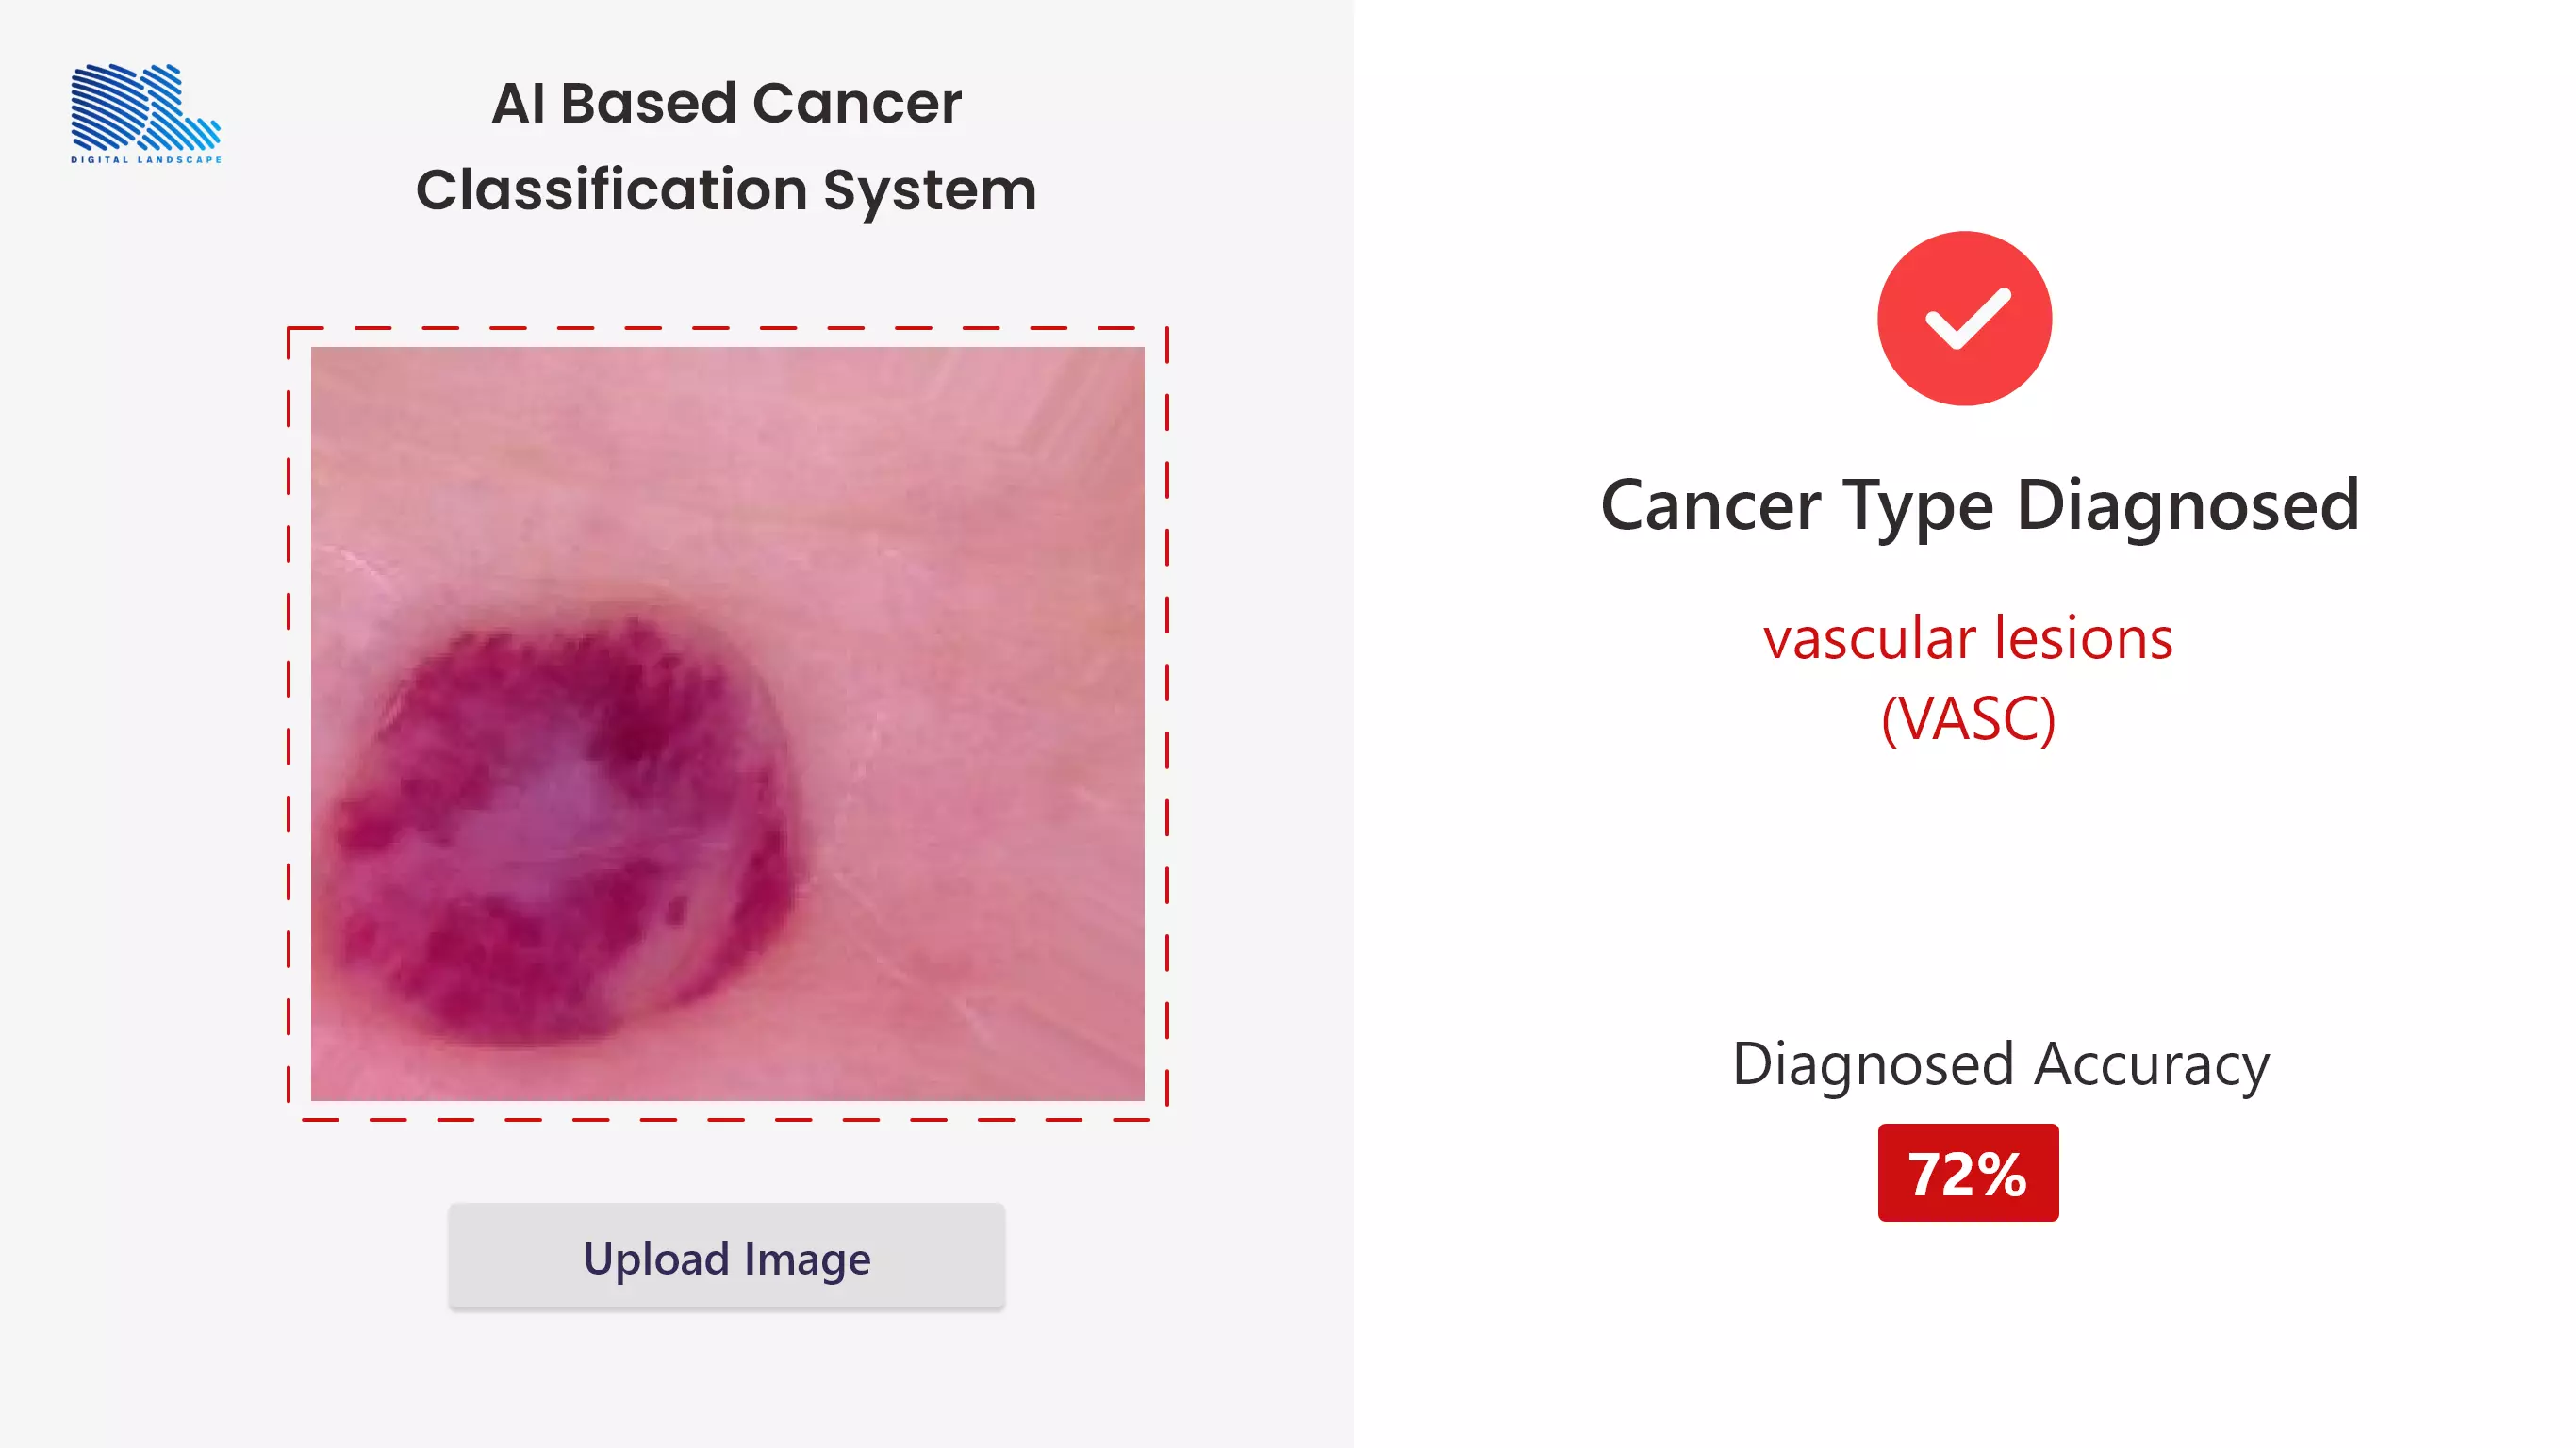 DIGITAL LANDSCAPE
AI Based Cancer
Classification System
Upload Image
Cancer Type Diagnosed
vascular lesions
(VASC)
Diagnosed Accuracy
72%